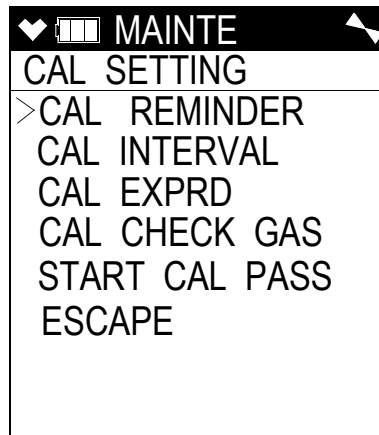 MAINTE
CAL SETTING
>CAL REMINDER
CAL INTERVAL
CAL EXPRD
CAL CHECK GAS
START CAL PASS
ESCAPE